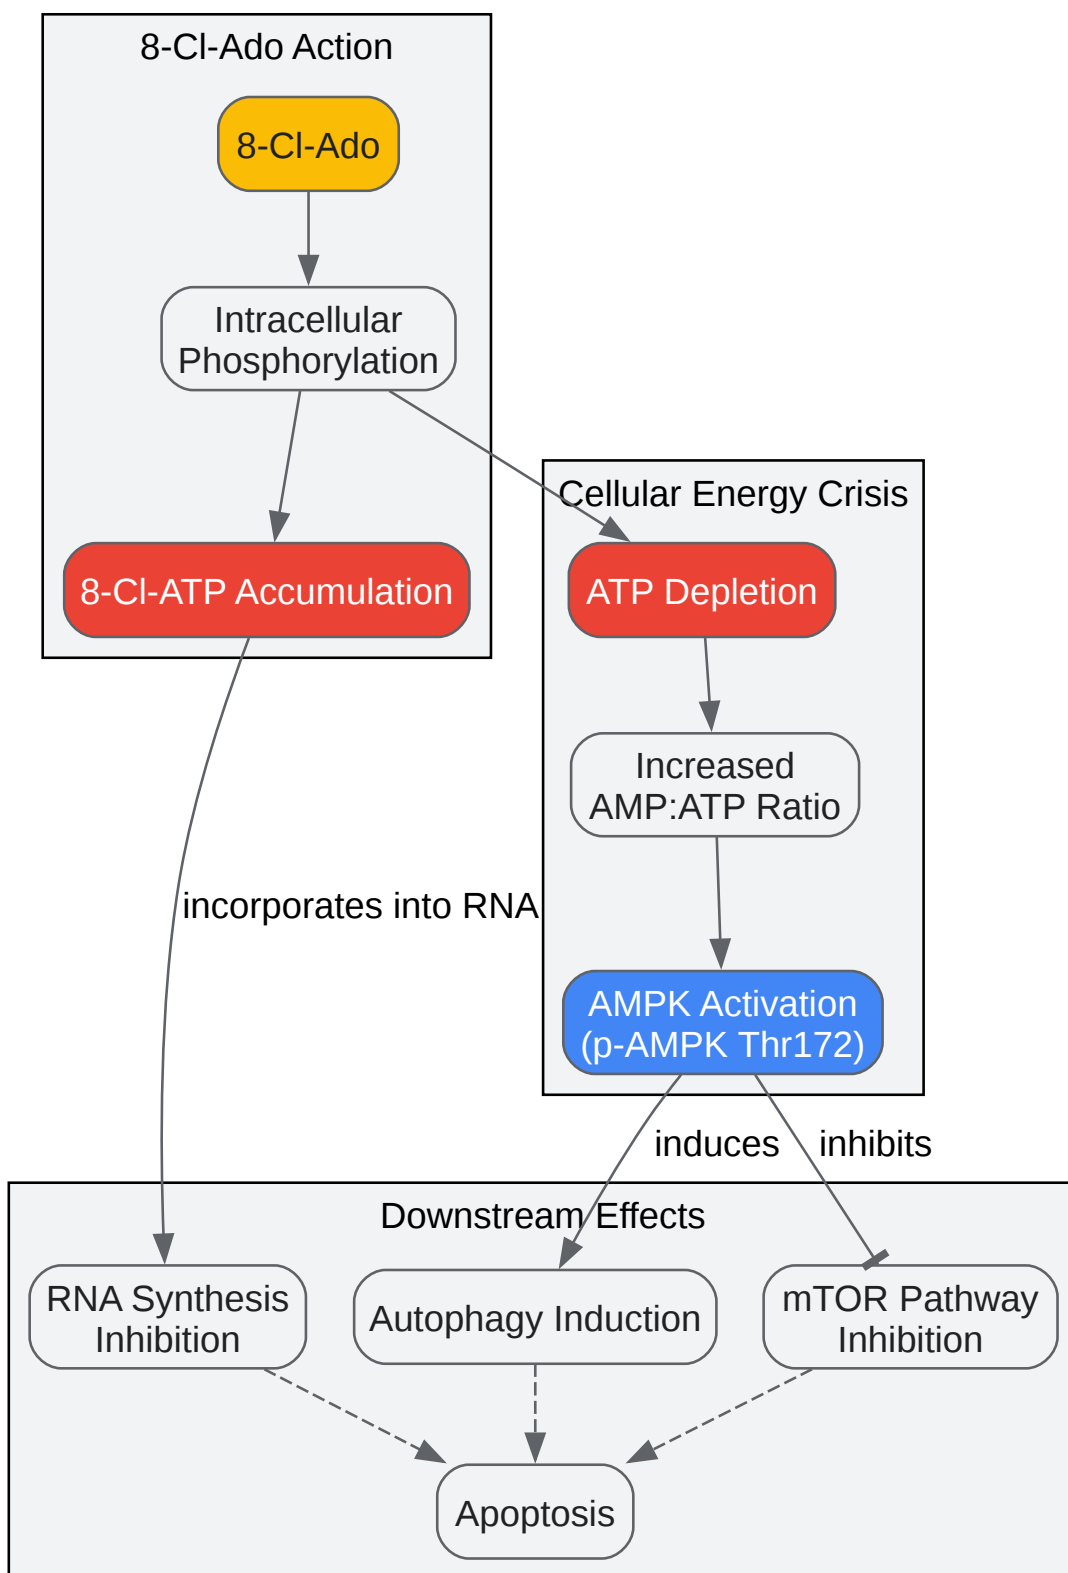 8-Cl-Ado Action
8-Cl-Ado
Intracellular
Phosphorylation
8-Cl-ATP Accumulation
Cellular Energy Crisis
ATP Depletion
Increased
AMP:ATP Ratio
incorporates into RNA
AMPK Activation
(p-AMPK Thr172)
induces
inhibits
Downstream Effects
RNA Synthesis
Inhibition
Autophagy Induction
mTOR Pathway
Inhibition
Apoptosis